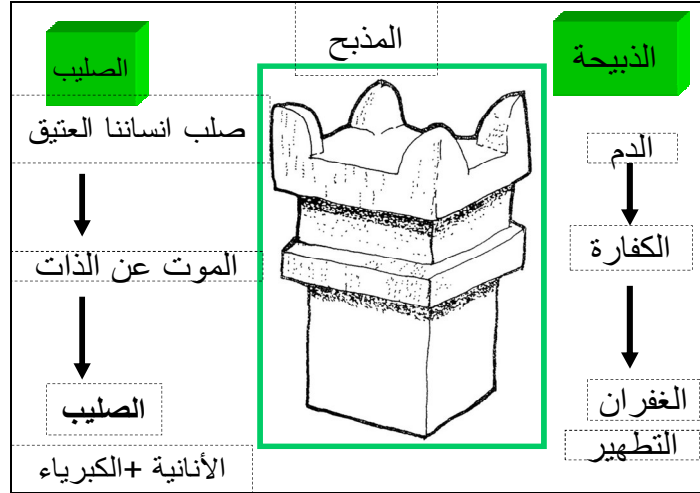 المذبح
الذبيحة
الدم
الكفارة
الغفران
التطهير
الصليب
صلب انساننا العتيق
الموت عن الذات
الصليب
الأنانية +الكبرياء